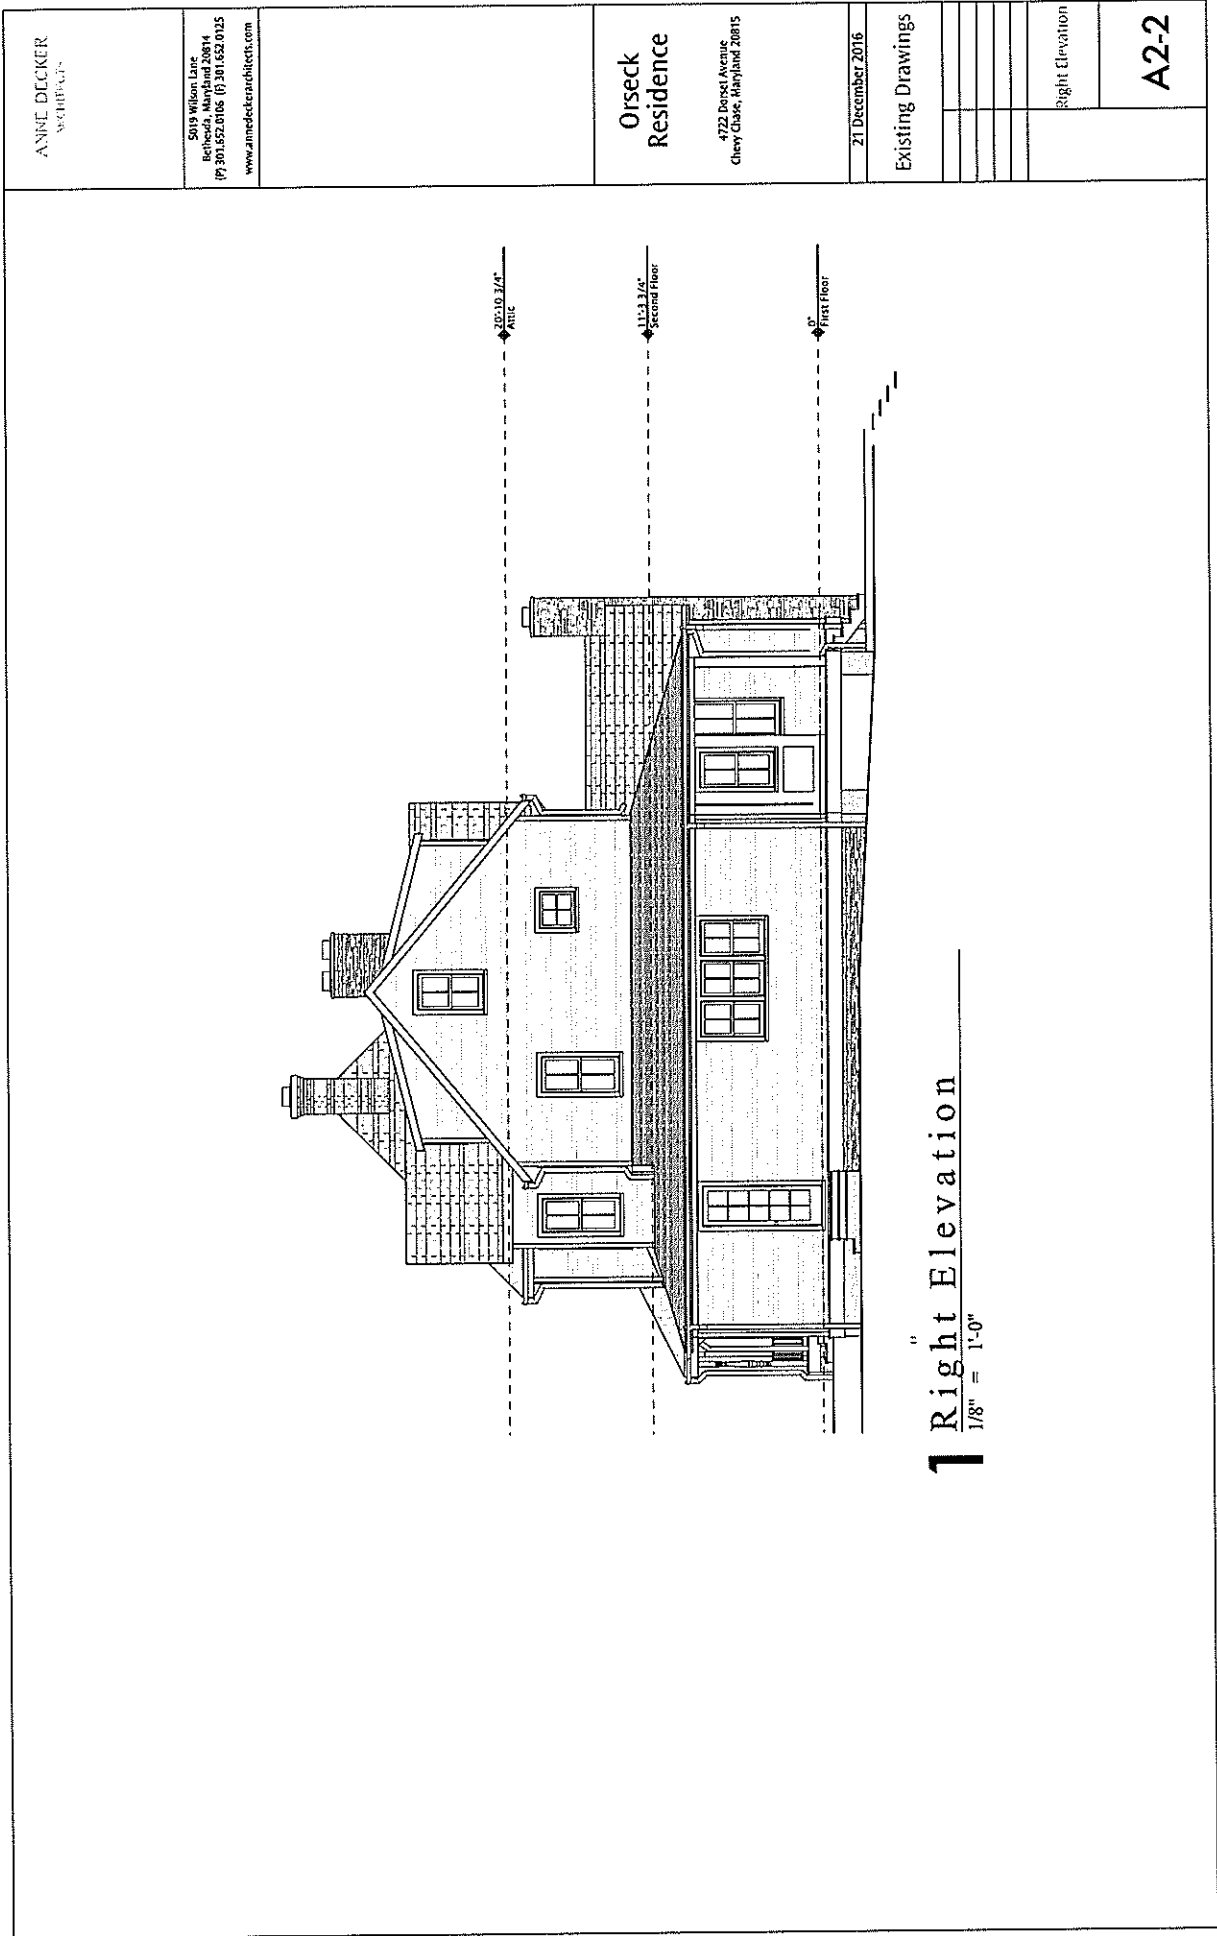 ANNE DECKER
ARCHITECTS
5019 Wilson Lane
Bethesda, Maryland 20814
(P) 301.652.0106 (F) 301.652.0125
www.annedeckerarchitects.com
Orseck
Residence
4722 Dorset Avenue
Chevy Chase, Maryland 20815
21 December 2016
Existing Drawings
Right Elevation
A2-2
20'-10 3/4"
Attic
11'-3 3/4"
Second Floor
0"
First Floor
1 Right Elevation
1/8" = 1'-0"